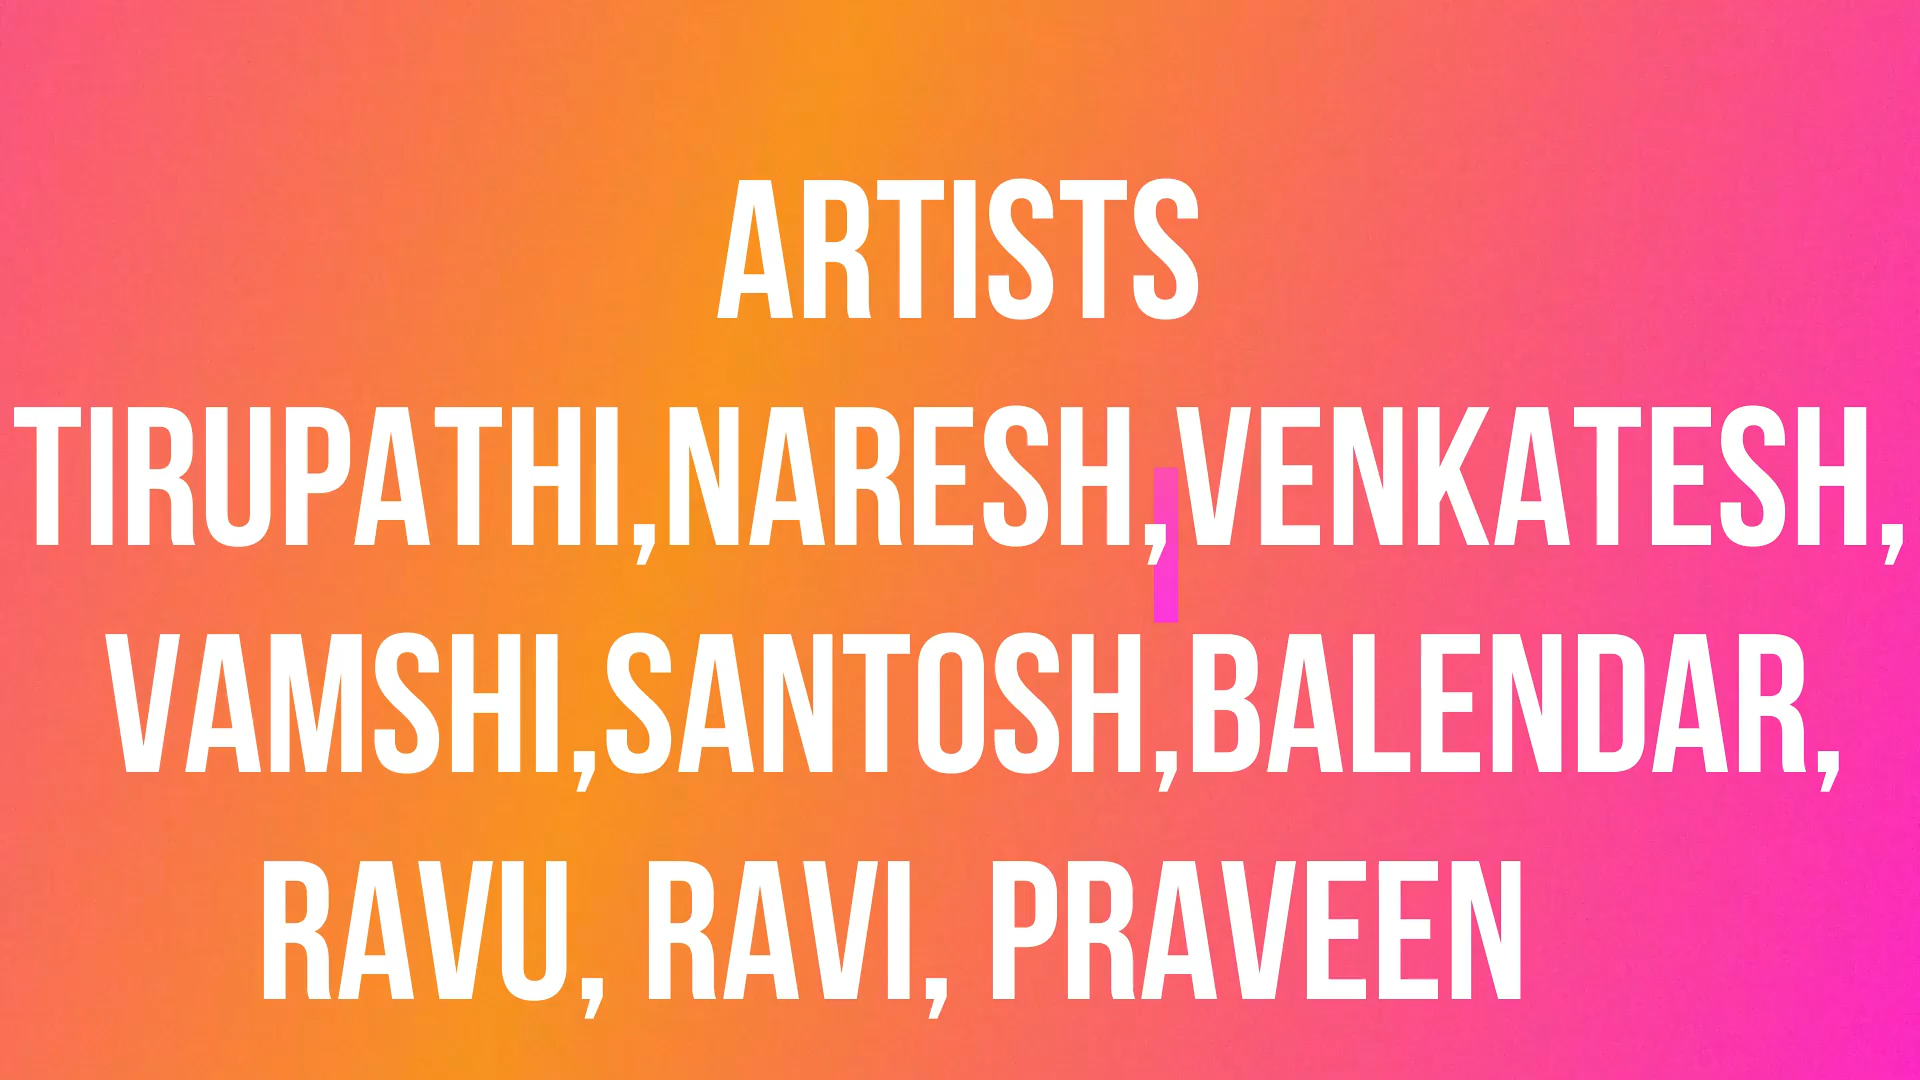 ARTISTS
TIRUPATHI,NARESH,VENKATESH,
VAMSHI,SANTOSH,BALENDAR,
RAVU, RAVI, PRAVEEN